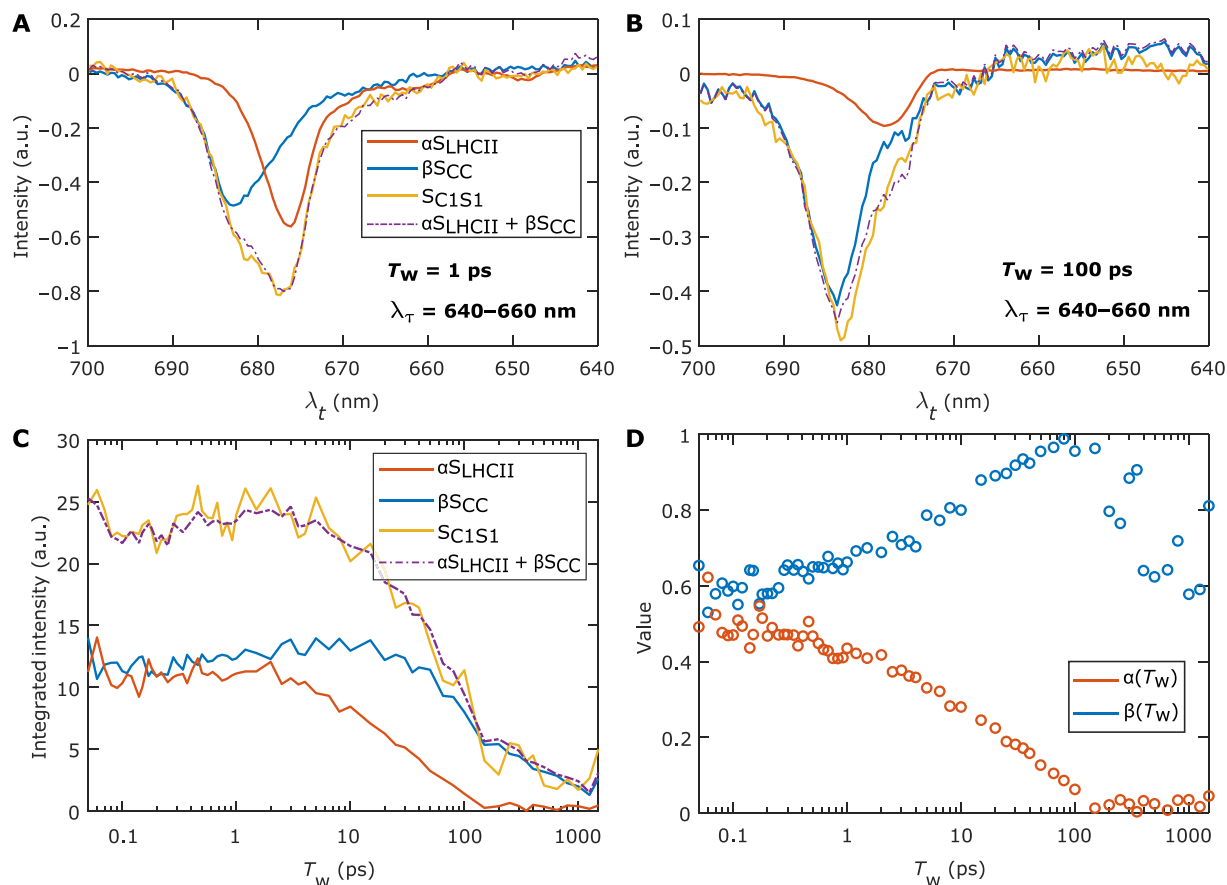 A
0.2
0
−0.2
−0.4
−0.6
−0.8
−1
Intensity (a.u.)
αSLHCII
βSCC
SC1S1
αSLHCII + βSCC
Tw = 1 ps
λτ = 640–660 nm
700 690 680 670 660 650 640
λt (nm)
B
0.1
0
−0.1
−0.2
−0.3
−0.4
−0.5
Intensity (a.u.)
Tw = 100 ps
λτ = 640–660 nm
700 690 680 670 660 650 640
λt (nm)
C
30
25
20
15
10
5
0
Integrated intensity (a.u.)
αSLHCII
βSCC
SC1S1
αSLHCII + βSCC
0.1 1 10 100 1000
Tw (ps)
D
1
0.8
0.6
0.4
0.2
0
Value
α(Tw)
β(Tw)
0.1 1 10 100 1000
Tw (ps)